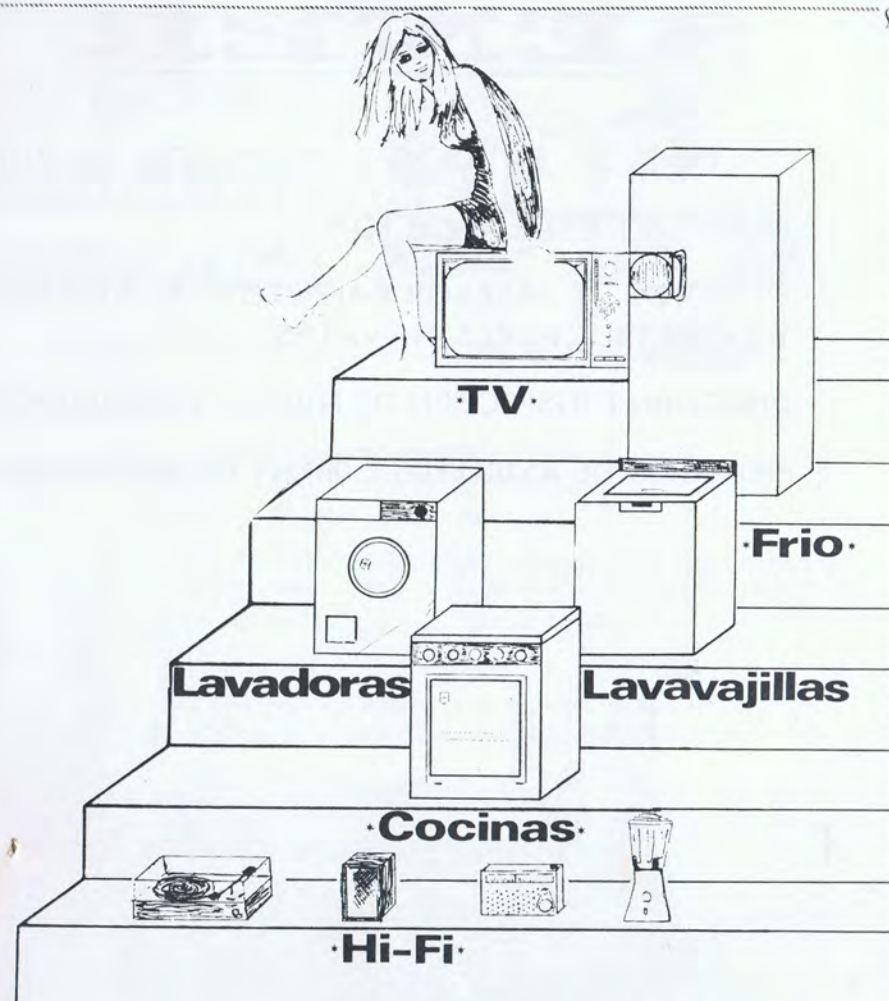 ·TV·
·Frio·
Lavadoras
Lavavajillas
·Cocinas·
·Hi-Fi·